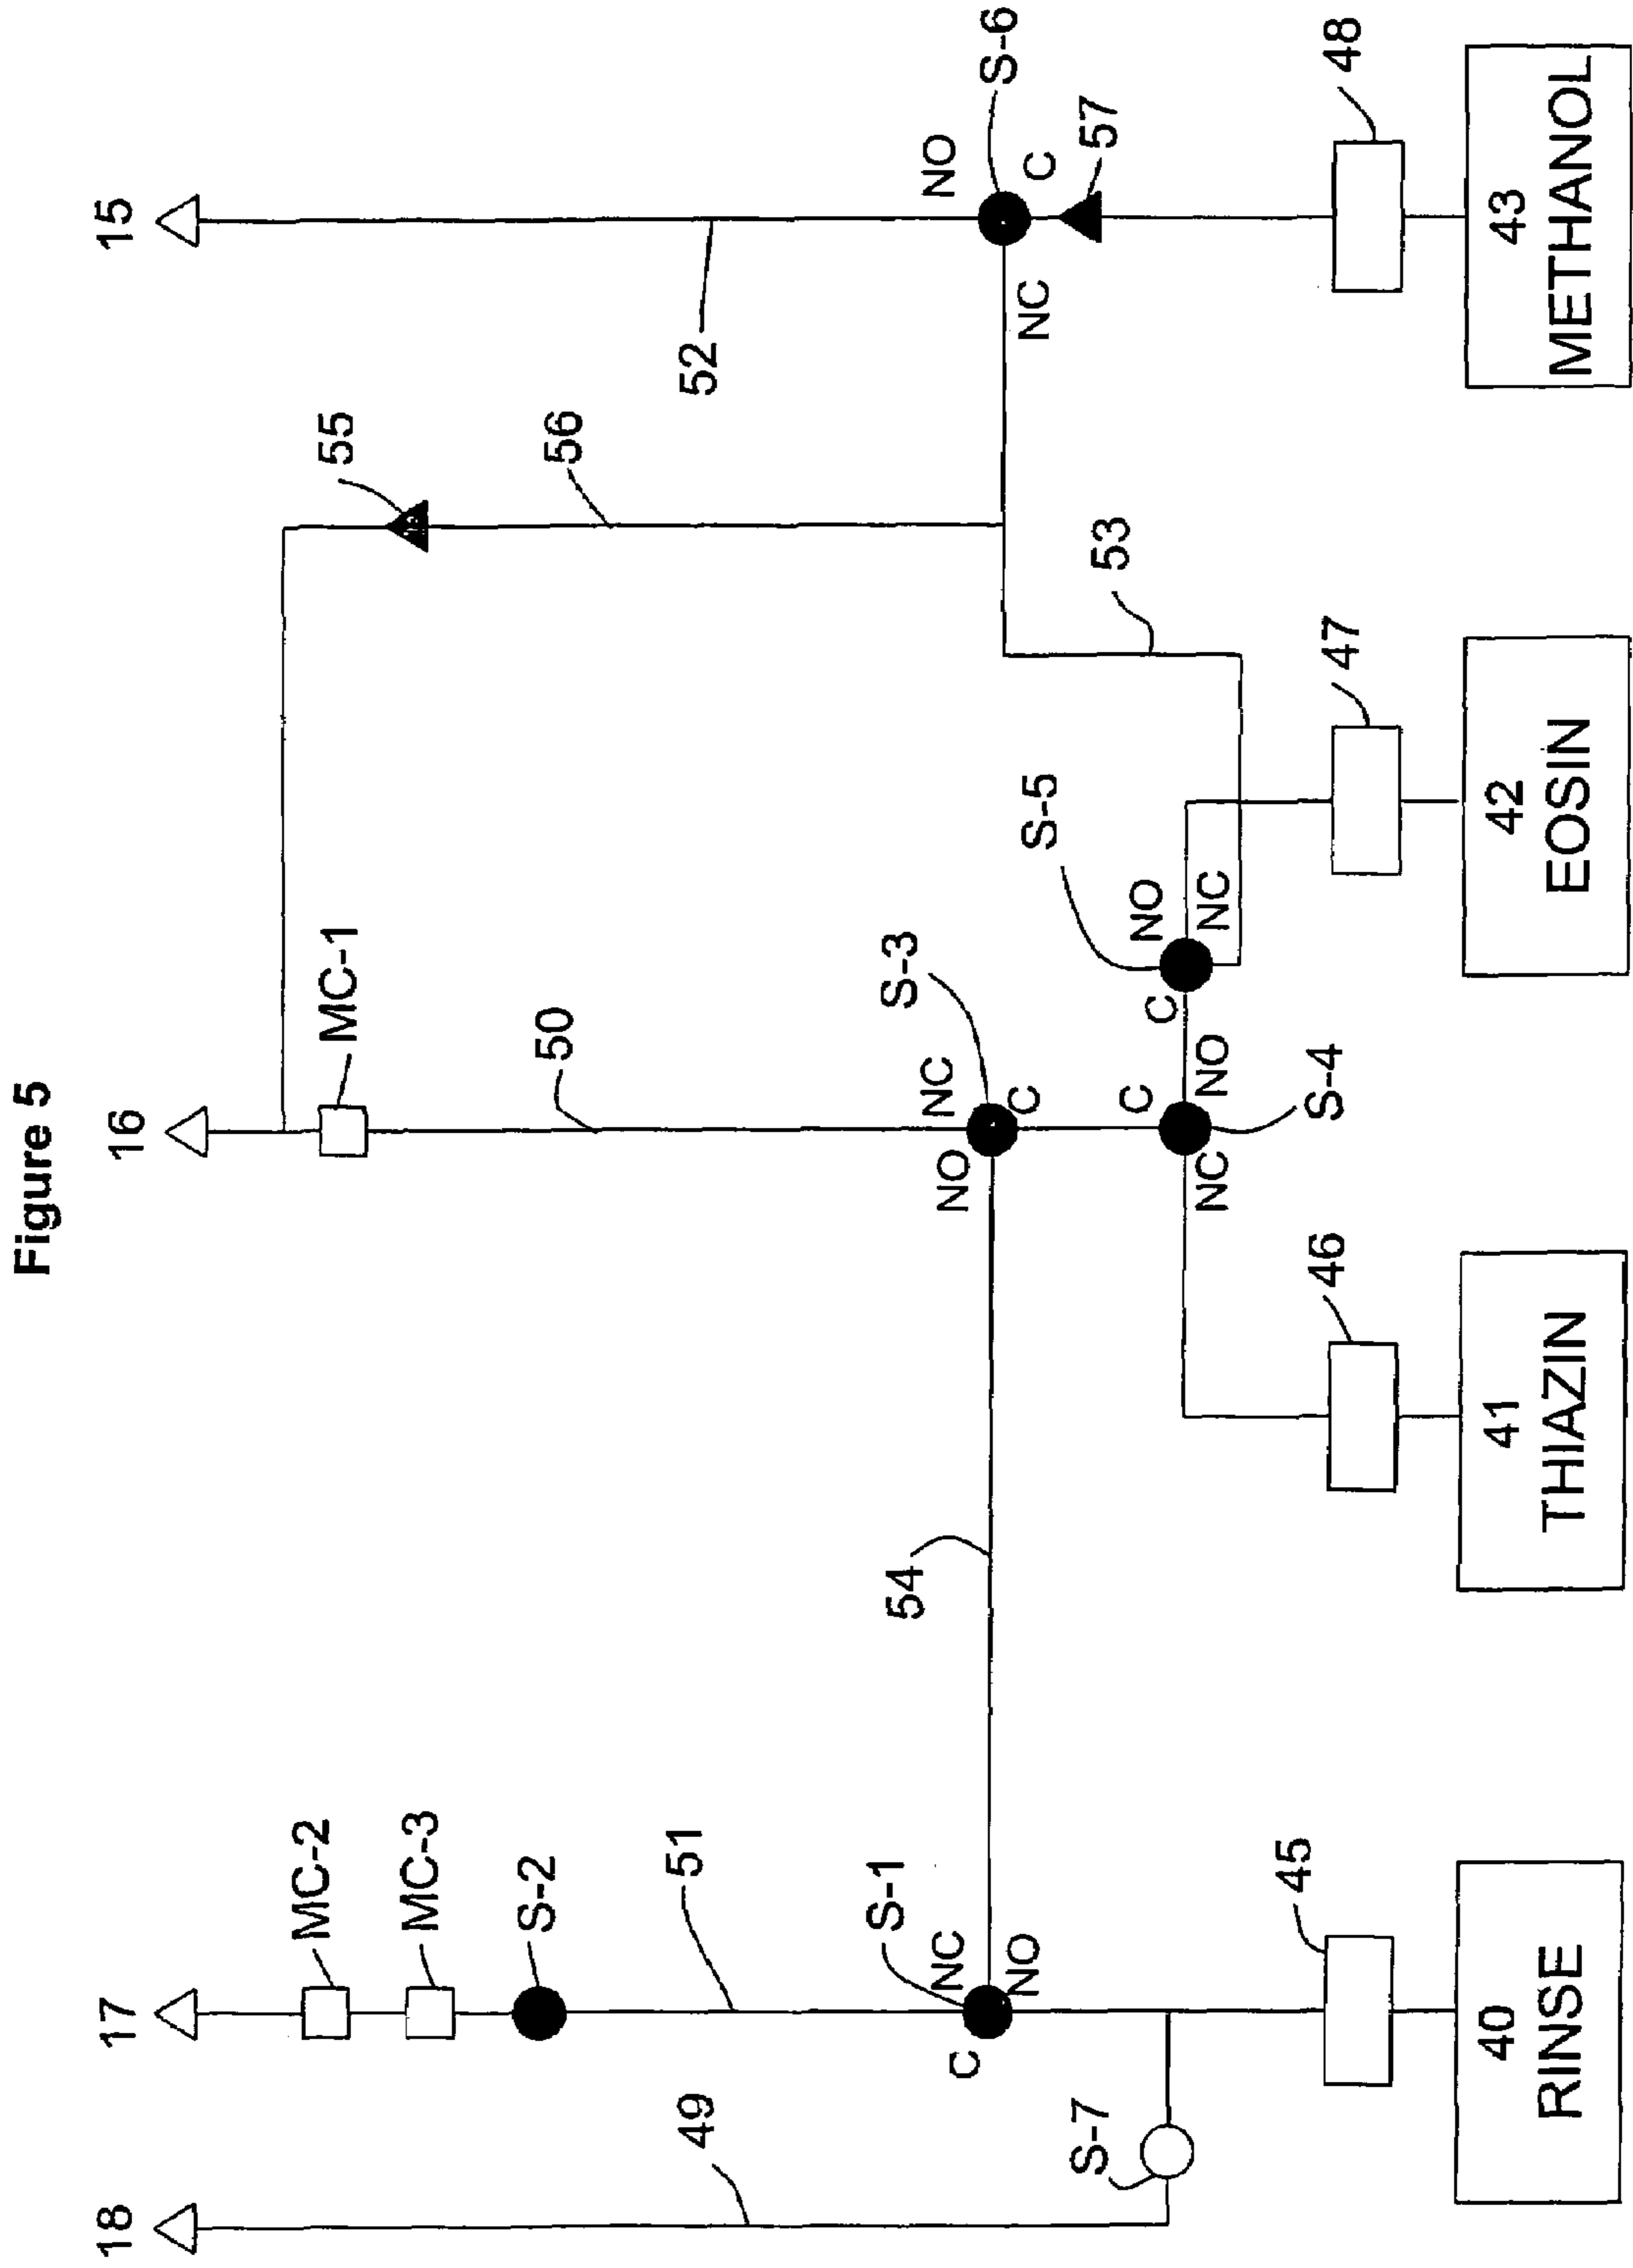 Figure 5
18
17
16
15
MC-2
MC-3
S-2
MC-1
55
49
51
50
56
52
S-7
S-1
NC
C
NO
54
S-3
NO
NC
C
S-4
C
NC
NO
S-5
C
NO
NC
53
S-6
NO
C
NC
57
45
46
47
48
40
RINSE
41
THIAZIN
42
EOSIN
43
METHANOL